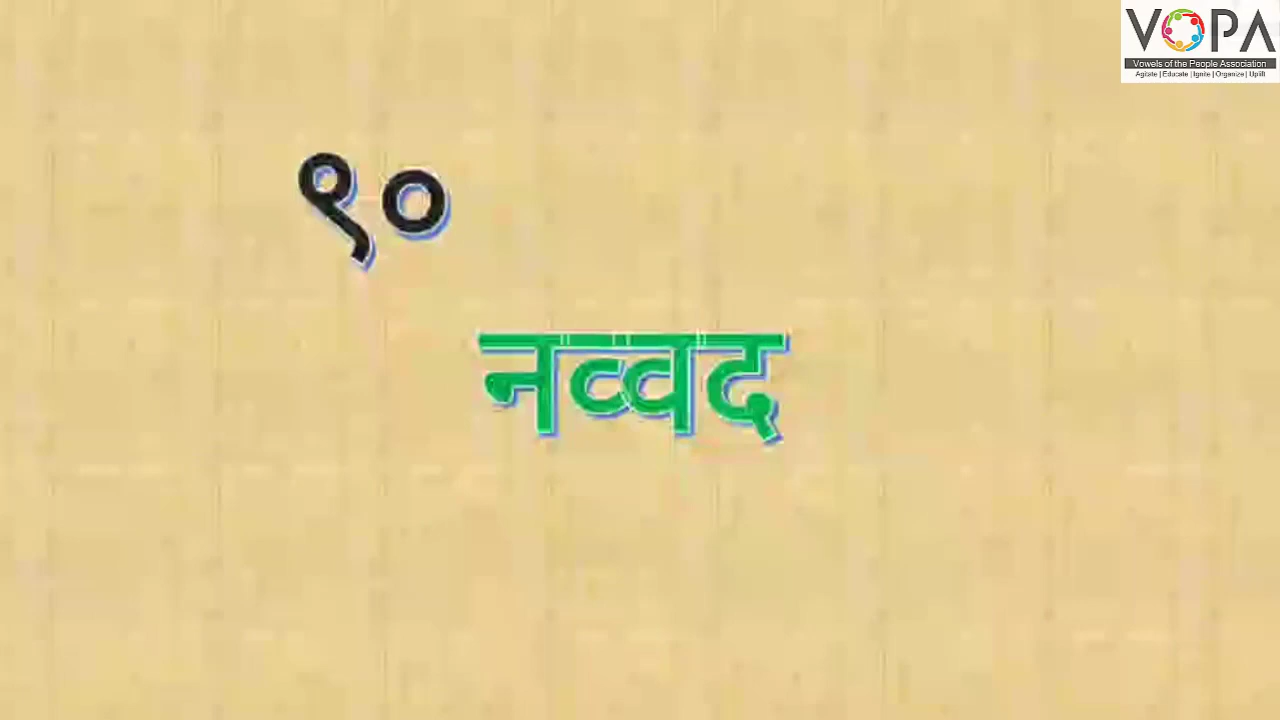 VOPA
Vowels of the People Association
Agitate | Educate | Ignite | Organize | Uplift
९०
नव्वद